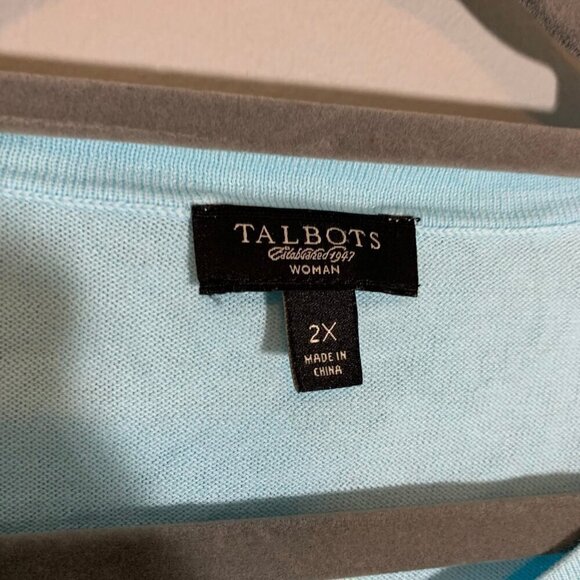 TALBOTS
Established 1947
WOMAN
2X
MADE IN
CHINA